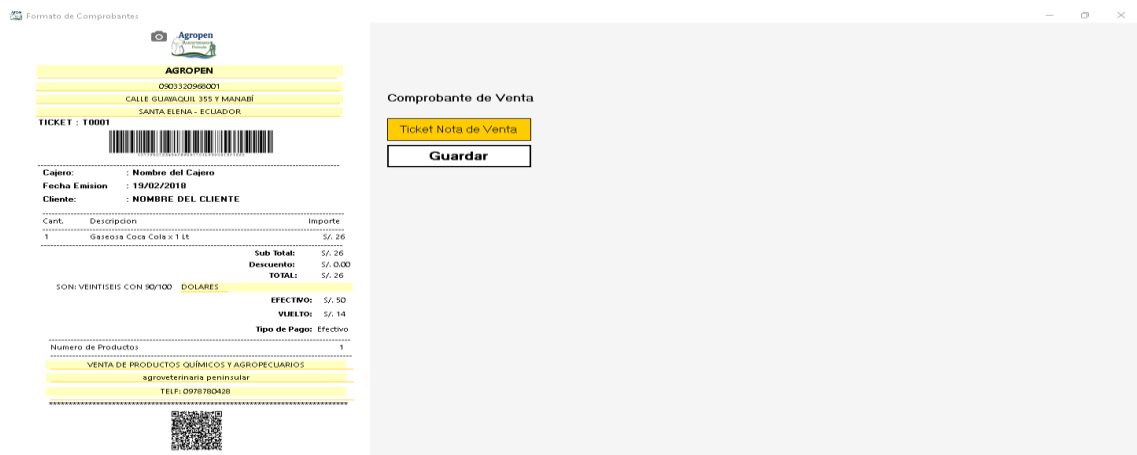 Formato de Comprobantes
Agropen
AGROPEN
0903320968001
CALLE GUAYAQUIL 355 Y MANABÍ
SANTA ELENA - ECUADOR
TICKET : T0001
Cajero: : Nombre del Cajero
Fecha Emision : 19/02/2018
Cliente: : NOMBRE DEL CLIENTE
Cant. Descripcion Importe
1 Gaseosa Coca Cola x 1 Lt S/. 26
Sub Total: S/. 26
Descuento: S/. 0.00
TOTAL: S/. 26
SON: VEINTISEIS CON 90/100 DOLARES
EFECTIVO: S/. 50
VUELTO: S/. 14
Tipo de Pago: Efectivo
Numero de Productos 1
VENTA DE PRODUCTOS QUÍMICOS Y AGROPECUARIOS
agroveterinaria peninsular
TELF: 0978780428
Comprobante de Venta
Ticket Nota de Venta
Guardar